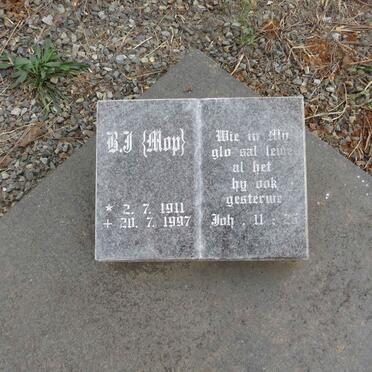 B.J {Mop}
* 2. 7. 1911
+ 20. 7. 1997
Wie in My
glo sal lewe
al het
hy ook
gesterwe
Joh . 11 : 25